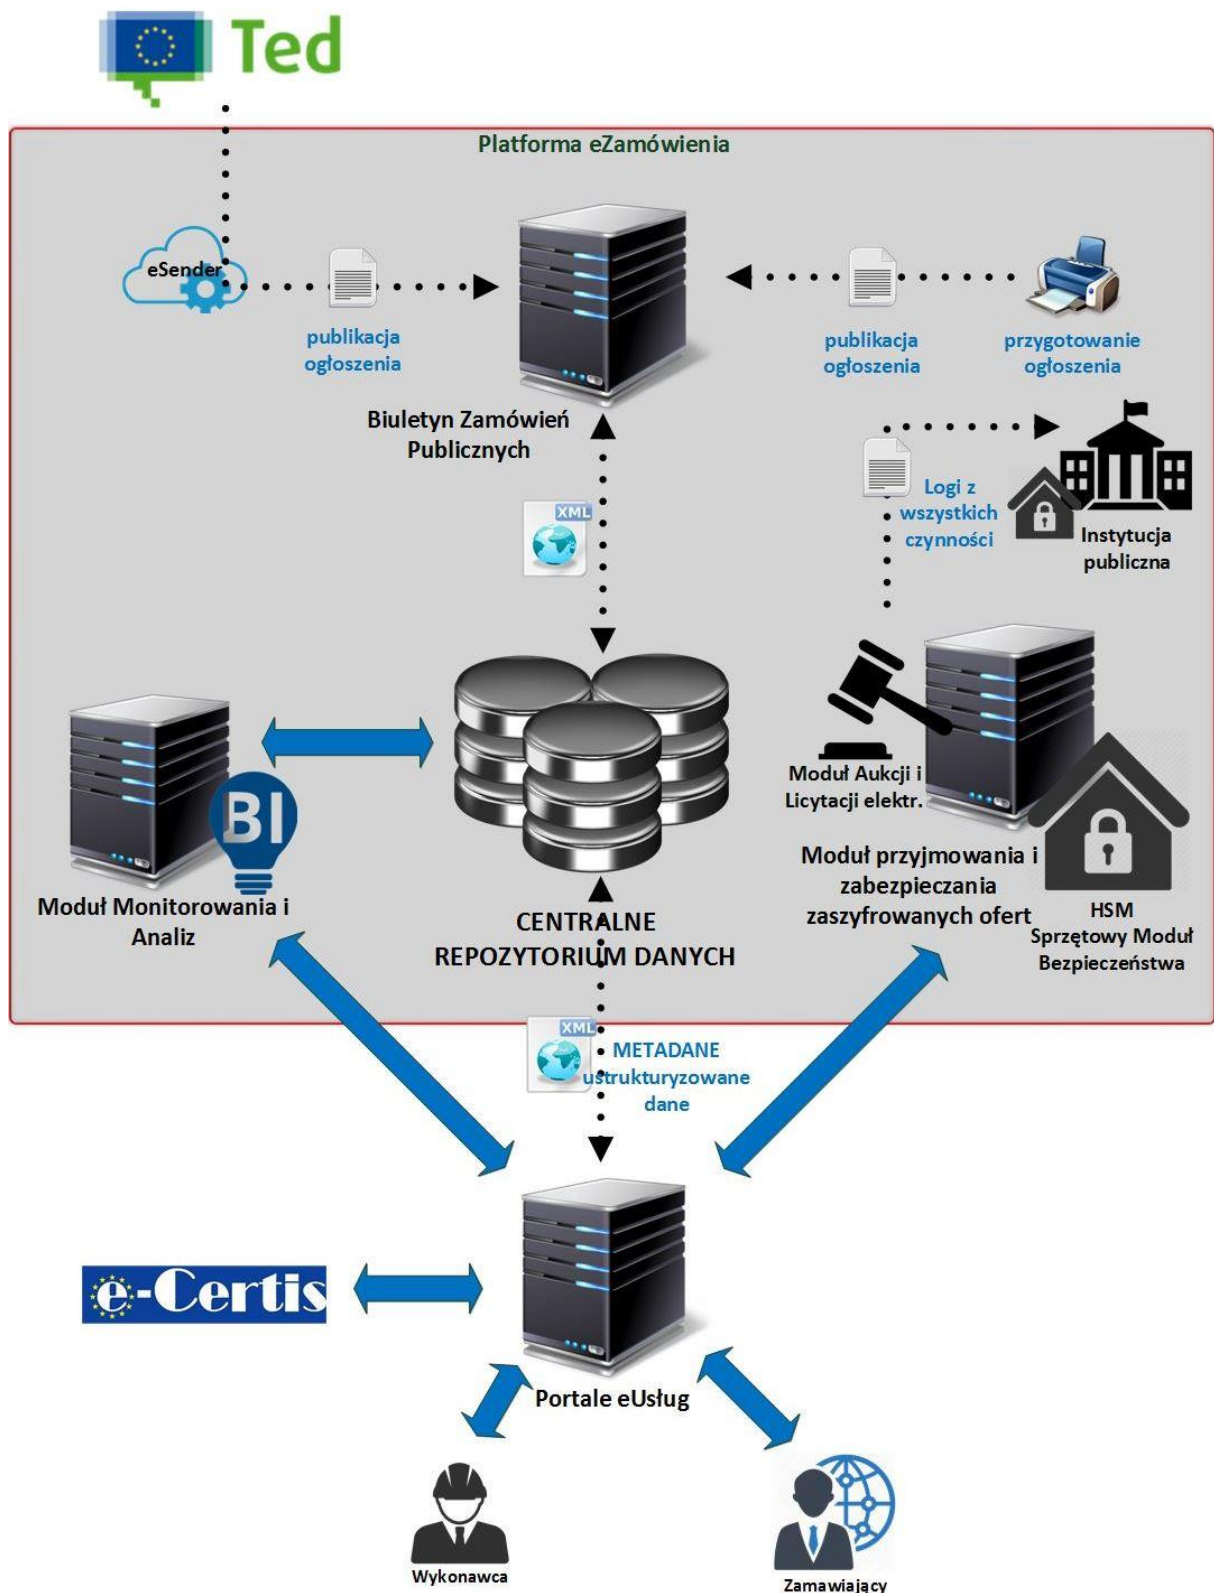 Ted
Platforma eZamówienia
eSender
publikacja
ogłoszenia
publikacja
ogłoszenia
przygotowanie
ogłoszenia
Biuletyn Zamówień
Publicznych
Logi z
wszystkich
czynności
Instytucja
publiczna
XML
BI
Moduł Monitorowania i
Analiz
CENTRALNE
REPOZYTORIUM DANYCH
Moduł Aukcji i
Licytacji elektr.
Moduł przyjmowania i
zabezpieczania
zaszyfrowanych ofert
HSM
Sprzętowy Moduł
Bezpieczeństwa
XML
METADANE
ustrukturyzowane
dane
e-Certis
Portale eUsług
Wykonawca
Zamawiający